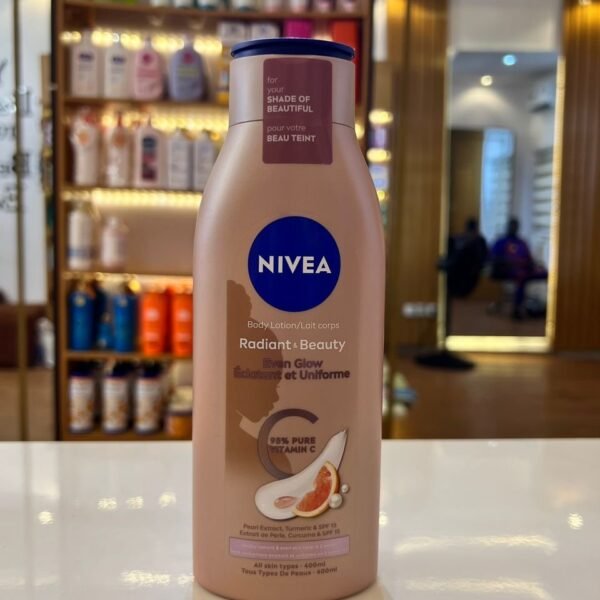 for
your
SHADE OF
BEAUTIFUL
pour votre
BEAU TEINT
NIVEA
Body Lotion/Lait corps
Radiant & Beauty
Even Glow
Éclatant et Uniforme
C
98% PURE
VITAMIN C
Pearl Extract, Turmeric & SPF 15
Extrait de Perle, Curcuma & SPF 15
All skin types - 400ml
Tous Types De Peaux - 400ml